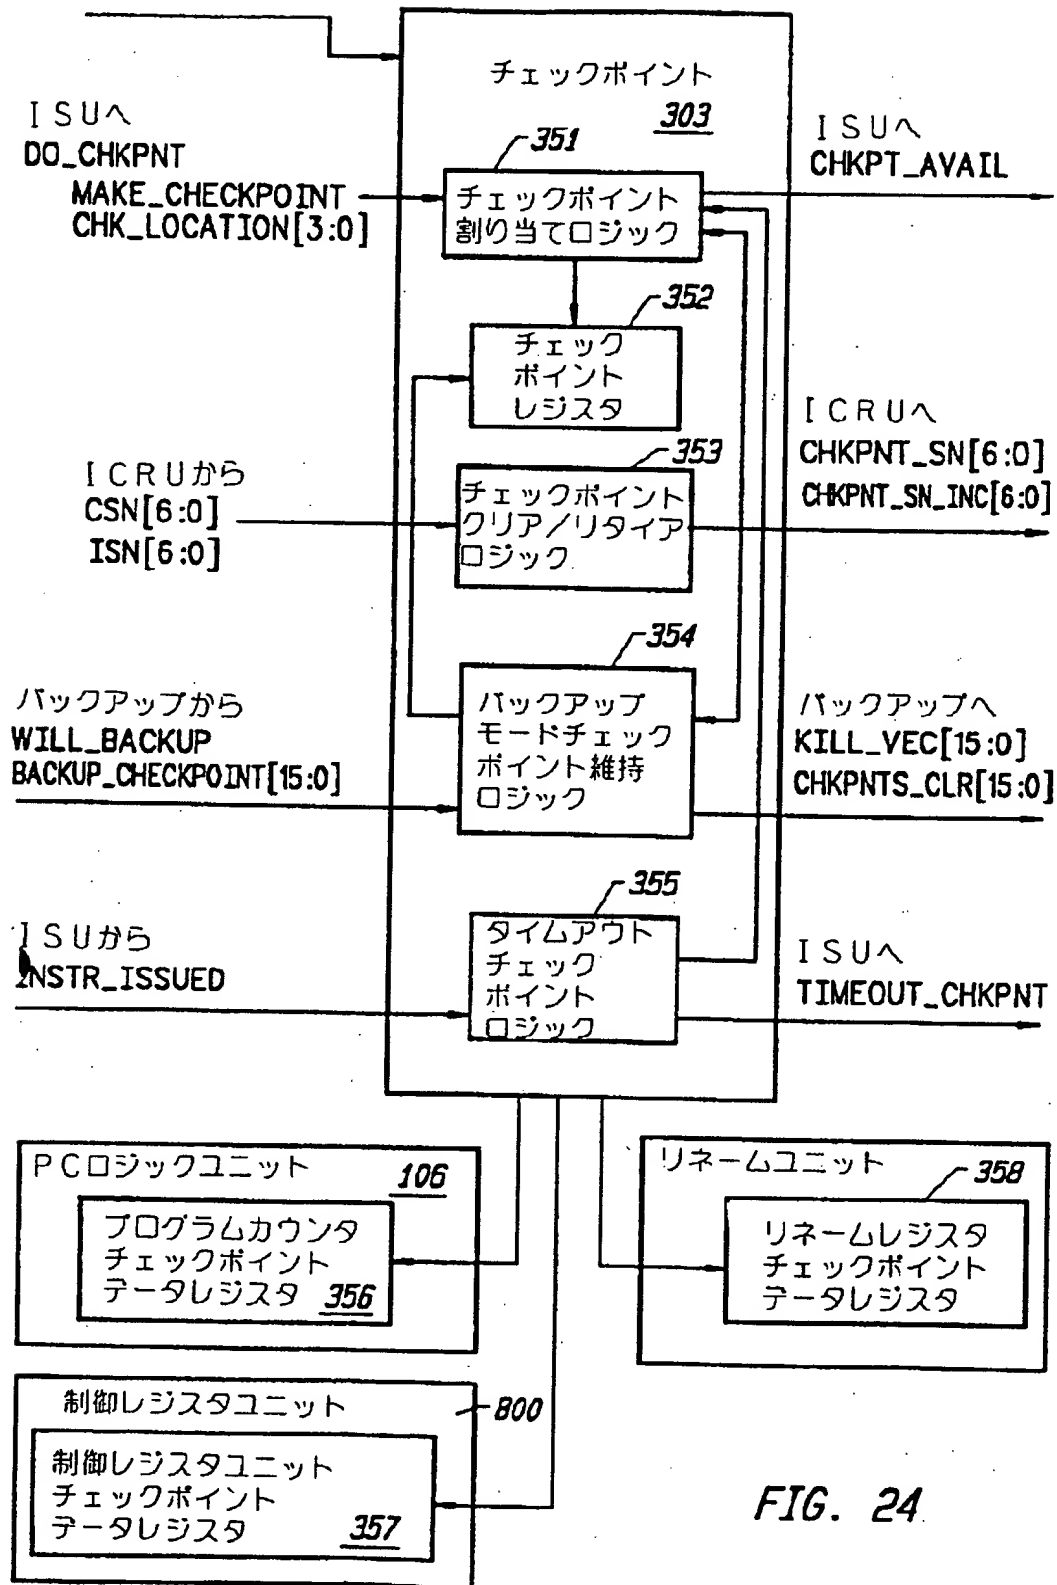 チェックポイント
303
ISUへ
DO_CHKPNT
MAKE_CHECKPOINT
CHK_LOCATION[3:0]
351
チェックポイント
割り当てロジック
ISUへ
CHKPT_AVAIL
352
チェック
ポイント
レジスタ
ICRUから
CSN[6:0]
ISN[6:0]
353
チェックポイント
クリア/リタイア
ロジック
ICRUへ
CHKPNT_SN[6:0]
CHKPNT_SN_INC[6:0]
バックアップから
WILL_BACKUP
BACKUP_CHECKPOINT[15:0]
354
バックアップ
モードチェック
ポイント維持
ロジック
バックアップへ
KILL_VEC[15:0]
CHKPNTS_CLR[15:0]
ISUから
INSTR_ISSUED
355
タイムアウト
チェック
ポイント
ロジック
ISUへ
TIMEOUT_CHKPNT
PCロジックユニット
106
プログラムカウンタ
チェックポイント
データレジスタ 356
リネームユニット
358
リネームレジスタ
チェックポイント
データレジスタ
制御レジスタユニット
800
制御レジスタユニット
チェックポイント
データレジスタ 357
FIG. 24